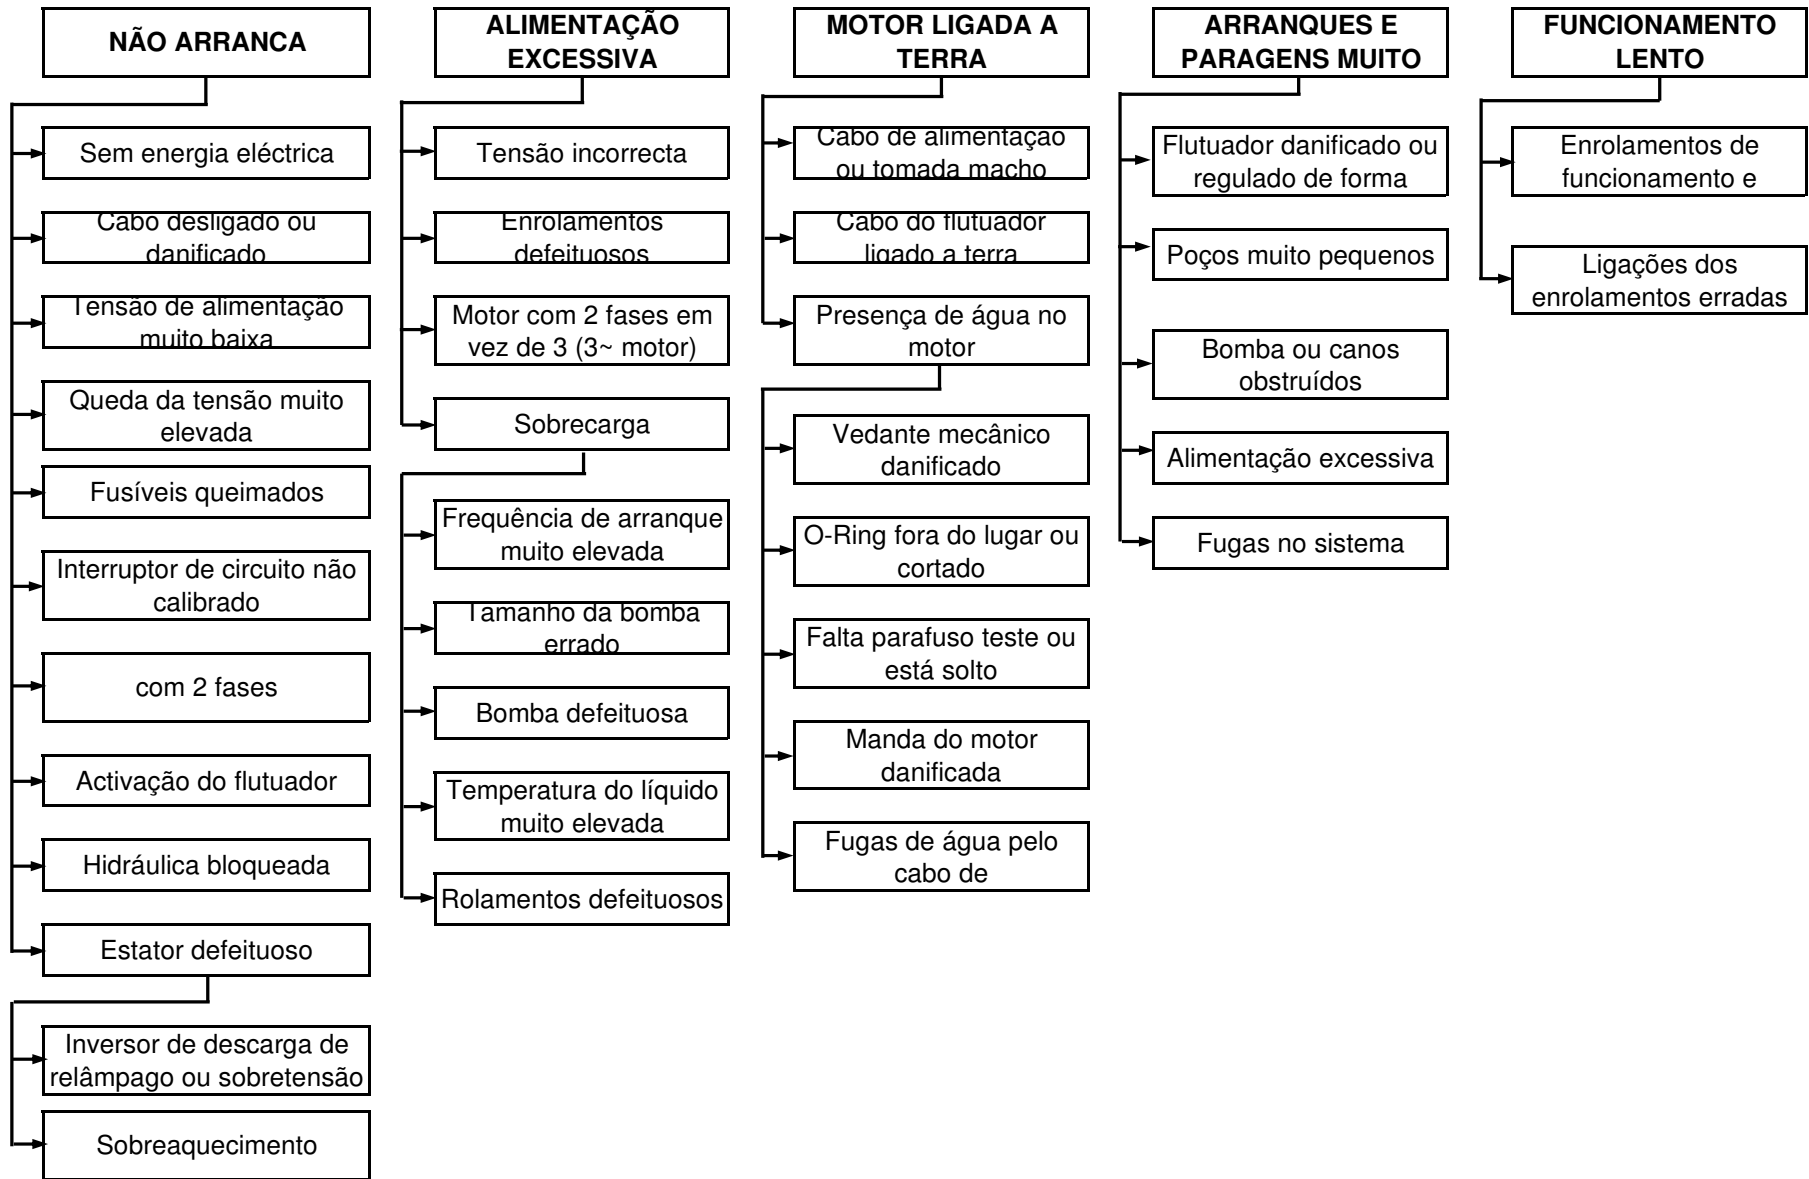 NÃO ARRANCA
Sem energia eléctrica
Cabo desligado ou
danificado
Tensão de alimentação
muito baixa
Queda da tensão muito
elevada
Fusíveis queimados
Interruptor de circuito não
calibrado
com 2 fases
Activação do flutuador
Hidráulica bloqueada
Estator defeituoso
Inversor de descarga de
relâmpago ou sobretensão
Sobreaquecimento
ALIMENTAÇÃO
EXCESSIVA
Tensão incorrecta
Enrolamentos
defeituosos
Motor com 2 fases em
vez de 3 (3~ motor)
Sobrecarga
Frequência de arranque
muito elevada
Tamanho da bomba
errado
Bomba defeituosa
Temperatura do líquido
muito elevada
Rolamentos defeituosos
MOTOR LIGADA A
TERRA
Cabo de alimentação
ou tomada macho
Cabo do flutuador
ligado a terra
Presença de água no
motor
Vedante mecânico
danificado
O-Ring fora do lugar ou
cortado
Falta parafuso teste ou
está solto
Manda do motor
danificada
Fugas de água pelo
cabo de
ARRANQUES E
PARAGENS MUITO
Flutuador danificado ou
regulado de forma
Poços muito pequenos
Bomba ou canos
obstruídos
Alimentação excessiva
Fugas no sistema
FUNCIONAMENTO
LENTO
Enrolamentos de
funcionamento e
Ligações dos
enrolamentos erradas